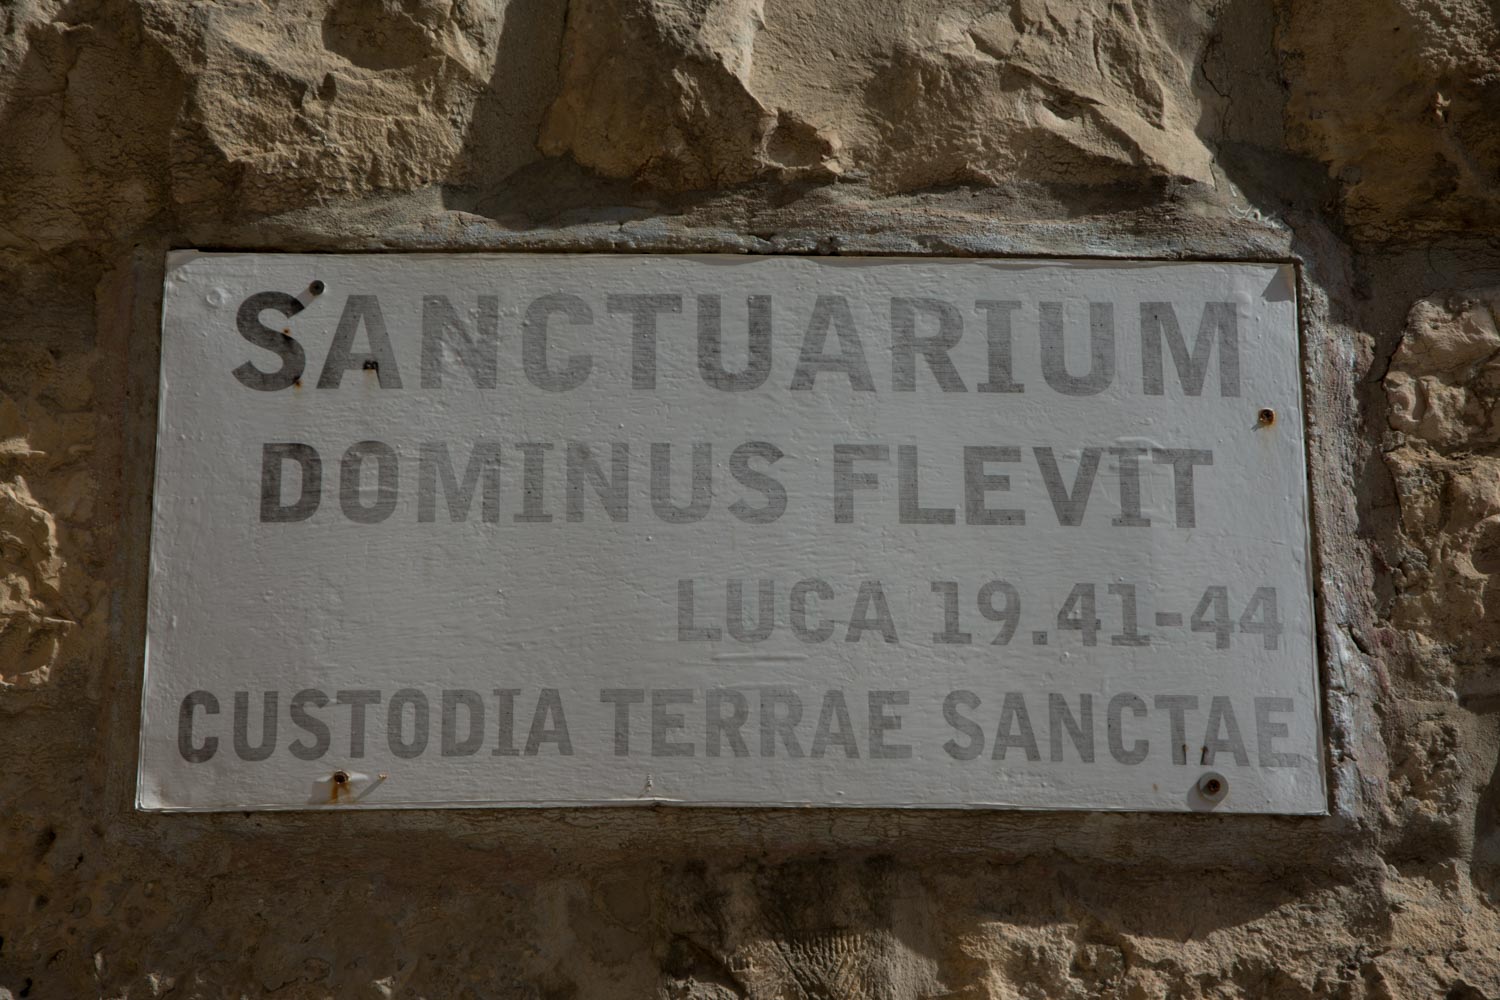 SANCTUARIUM
DOMINUS FLEVIT
LUCA 19.41-44
CUSTODIA TERRAE SANCTAE